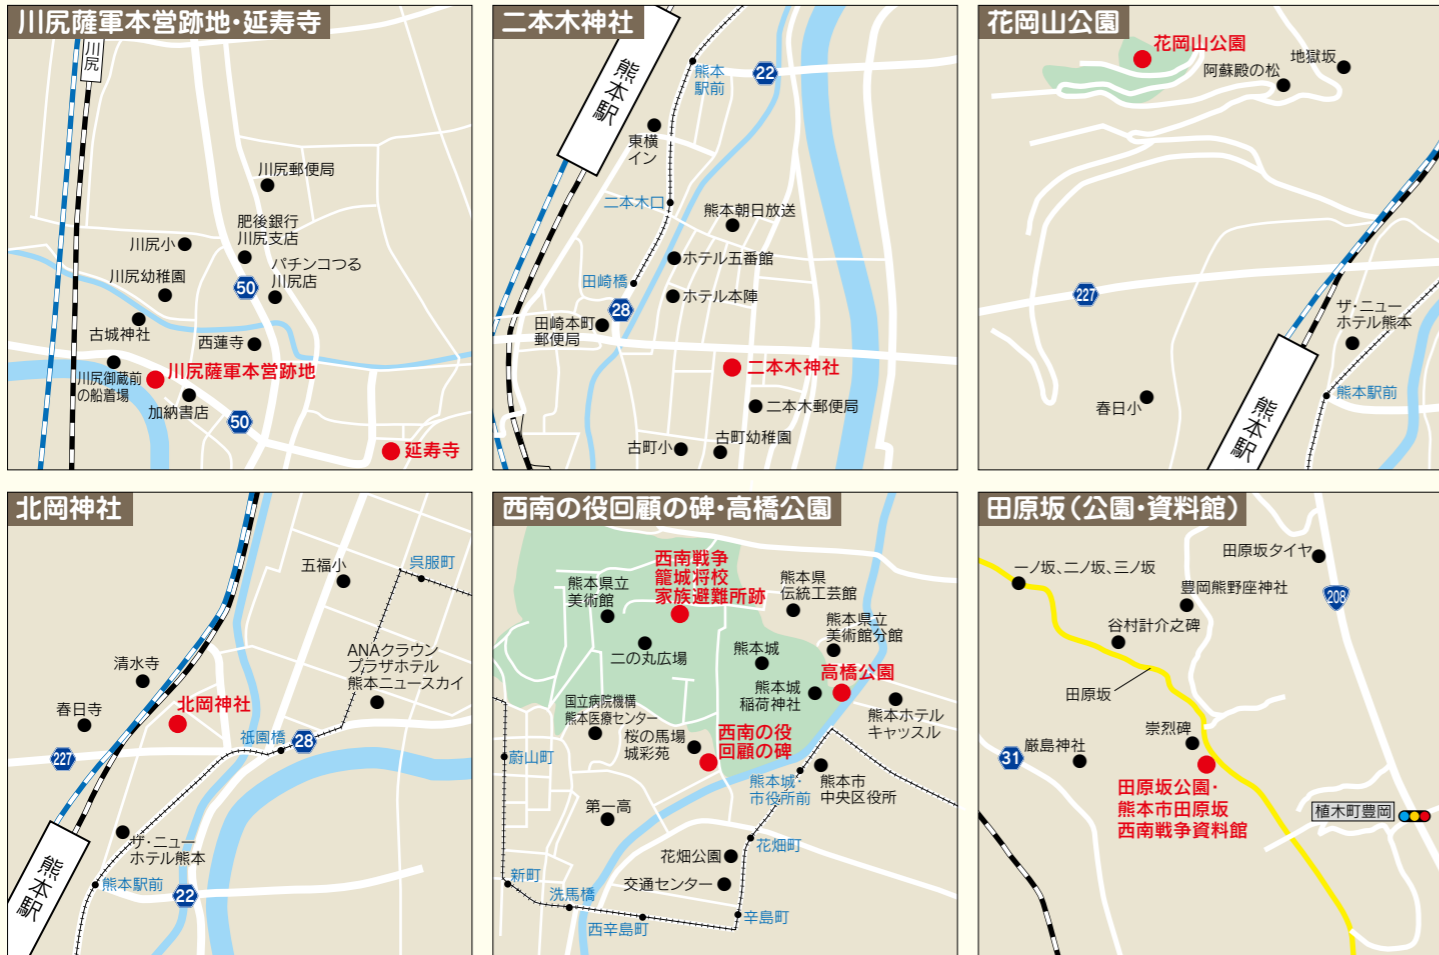 川尻薩軍本営跡地・延寿寺
川尻
川尻郵便局
肥後銀行
川尻支店
川尻小
パチンコつる
川尻店
川尻幼稚園
50
古城神社
西蓮寺
川尻御蔵前
の船着場
川尻薩軍本営跡地
加納書店
50
延寿寺
二本木神社
熊本駅
熊本
駅前
22
東横
イン
二本木口
熊本朝日放送
ホテル五番館
田崎橋
ホテル本陣
28
田崎本町
郵便局
二本木神社
二本木郵便局
古町小
古町幼稚園
花岡山公園
花岡山公園
地獄坂
阿蘇殿の松
227
ザ・ニュー
ホテル熊本
熊本駅前
春日小
熊本駅
北岡神社
五福小
呉服町
ANAクラウン
プラザホテル
熊本ニュースカイ
清水寺
北岡神社
春日寺
祇園橋
28
227
ザ・ニュー
ホテル熊本
熊本駅
熊本駅前
22
西南の役回顧の碑・高橋公園
西南戦争
籠城将校
家族避難所跡
熊本県立
美術館
熊本県
伝統工芸館
熊本県立
美術館分館
二の丸広場
熊本城
高橋公園
熊本城
稲荷神社
国立病院機構
熊本医療センター
熊本ホテル
キャッスル
桜の馬場
城彩苑
西南の役
回顧の碑
蔚山町
熊本城・
市役所前
熊本市
中央区役所
第一高
花畑町
花畑公園
交通センター
新町
洗馬橋
西辛島町
辛島町
田原坂（公園・資料館）
田原坂タイヤ
一ノ坂、二ノ坂、三ノ坂
豊岡熊野座神社
208
谷村計介之碑
田原坂
崇烈碑
厳島神社
31
田原坂公園・
熊本市田原坂
西南戦争資料館
植木町豊岡